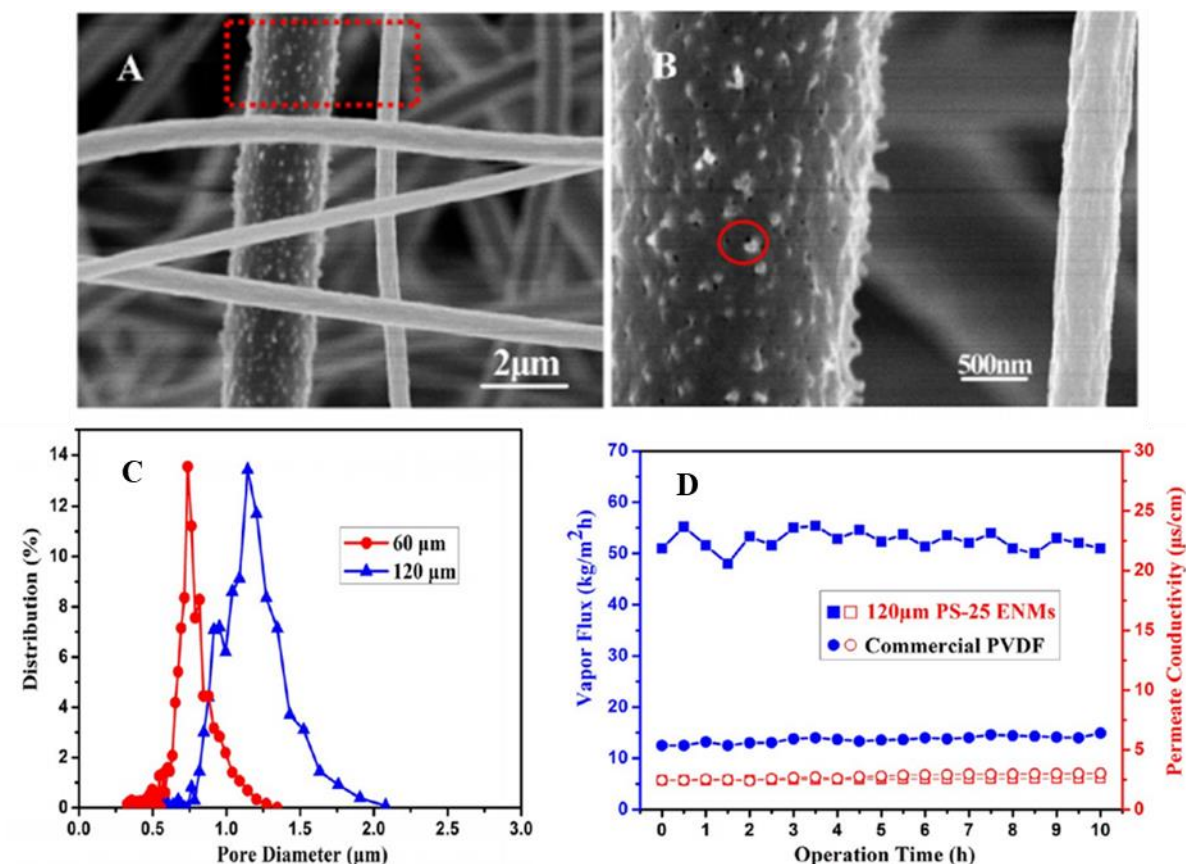 A
2μm
B
500nm
C
14
12
10
8
6
4
2
0
0.0
0.5
1.0
1.5
2.0
2.5
3.0
Distribution (%)
Pore Diameter (μm)
60 μm
120 μm
D
70
60
50
40
30
20
10
0
Vapor Flux (kg/m²h)
30
25
20
15
10
5
0
Permeate Couductivity (μs/cm)
120μm PS-25 ENMs
Commercial PVDF
0 1 2 3 4 5 6 7 8 9 10
Operation Time (h)